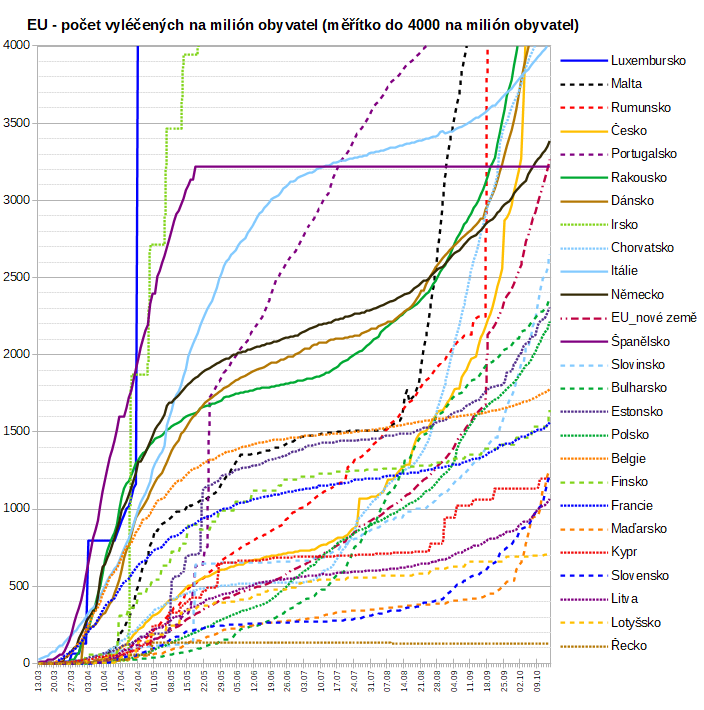 EU - počet vyléčených na milión obyvatel (měřítko do 4000 na milión obyvatel)
4000
3500
3000
2500
2000
1500
1000
500
0
13.03
20.03
27.03
03.04
10.04
17.04
24.04
01.05
08.05
15.05
22.05
29.05
05.06
12.06
19.06
26.06
03.07
10.07
17.07
24.07
31.07
07.08
14.08
21.08
28.08
04.09
11.09
18.09
25.09
02.10
09.10
Luxembursko
Malta
Rumunsko
Česko
Portugalsko
Rakousko
Dánsko
Irsko
Chorvatsko
Itálie
Německo
EU_nové země
Španělsko
Slovinsko
Bulharsko
Estonsko
Polsko
Belgie
Finsko
Francie
Maďarsko
Kypr
Slovensko
Litva
Lotyšsko
Řecko